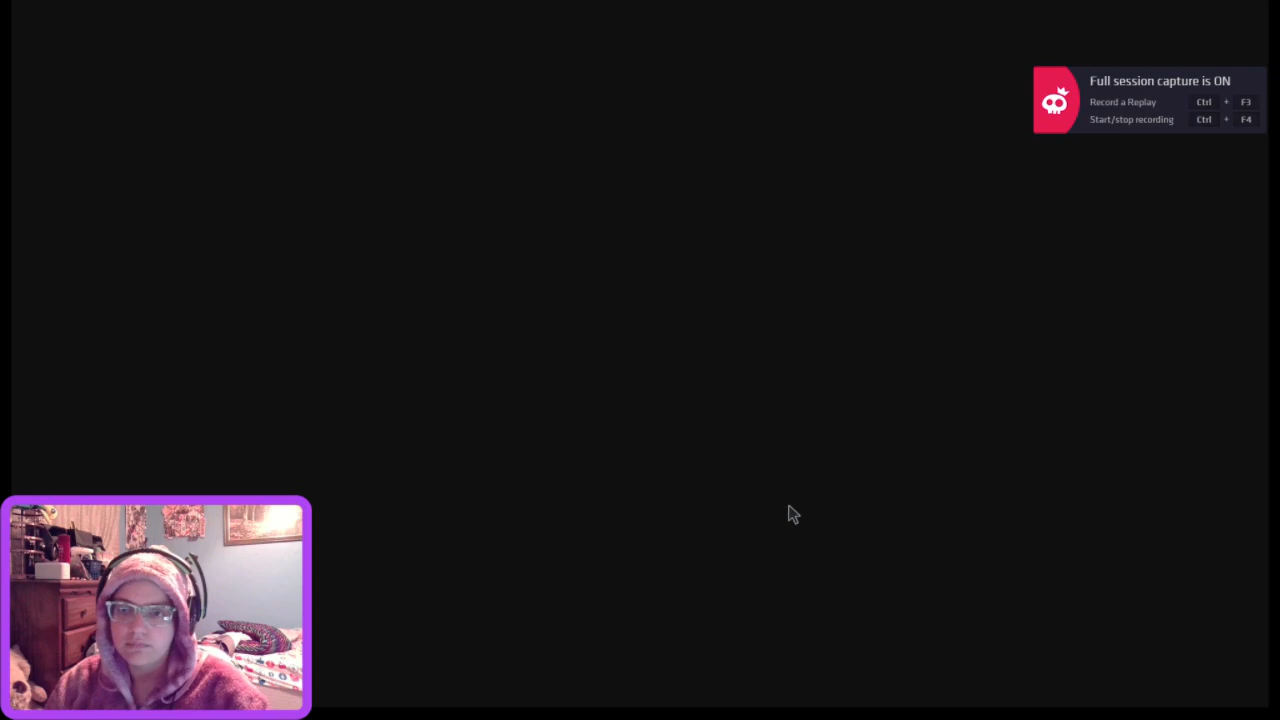 Full session capture is ON
Record a Replay Ctrl + F3
Start/stop recording Ctrl + F4